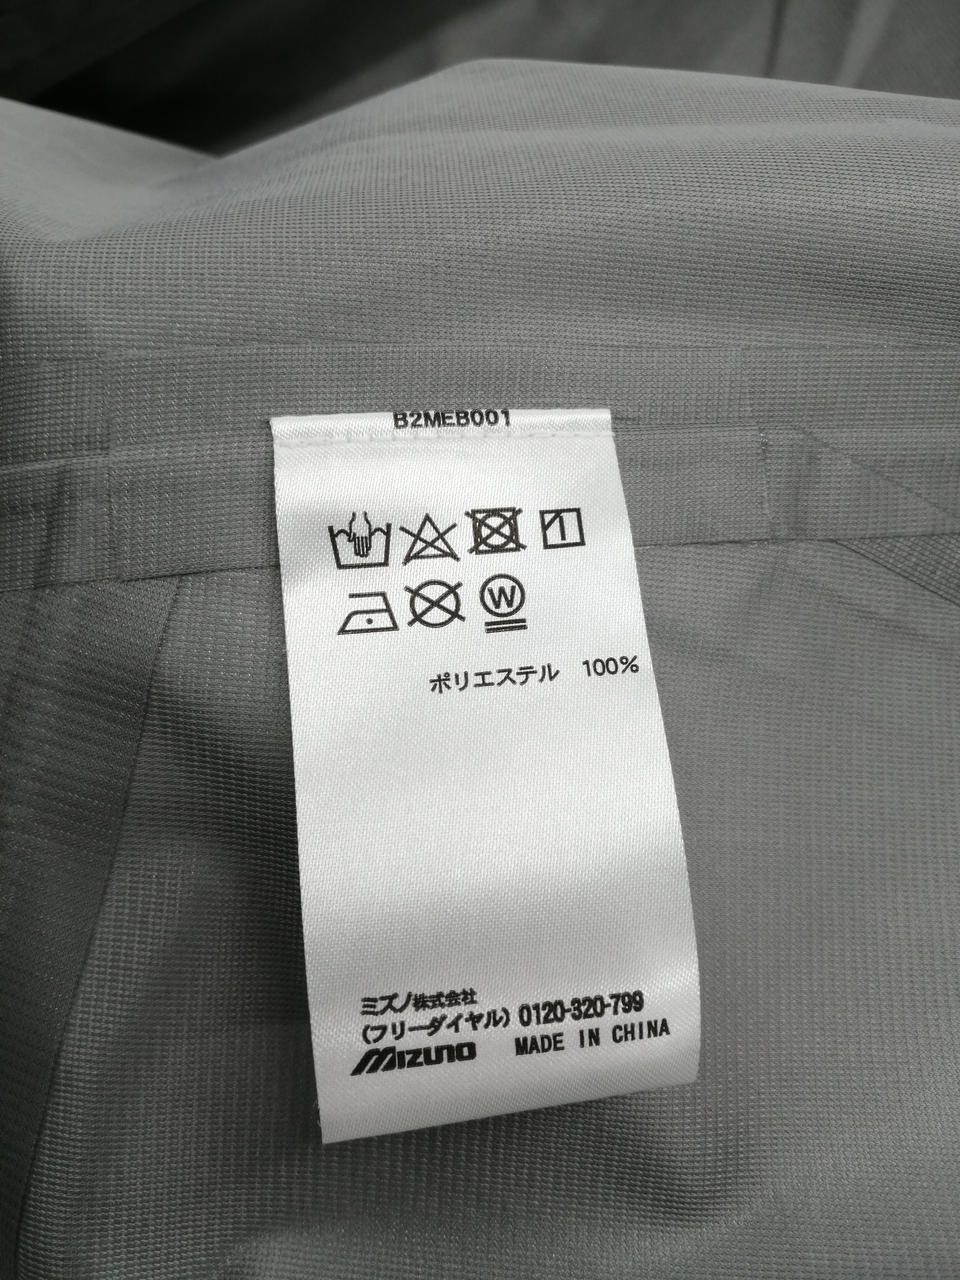 B2MEB001
W
ポリエステル 100%
ミズノ株式会社
(フリーダイヤル) 0120-320-799
MIZUNO MADE IN CHINA